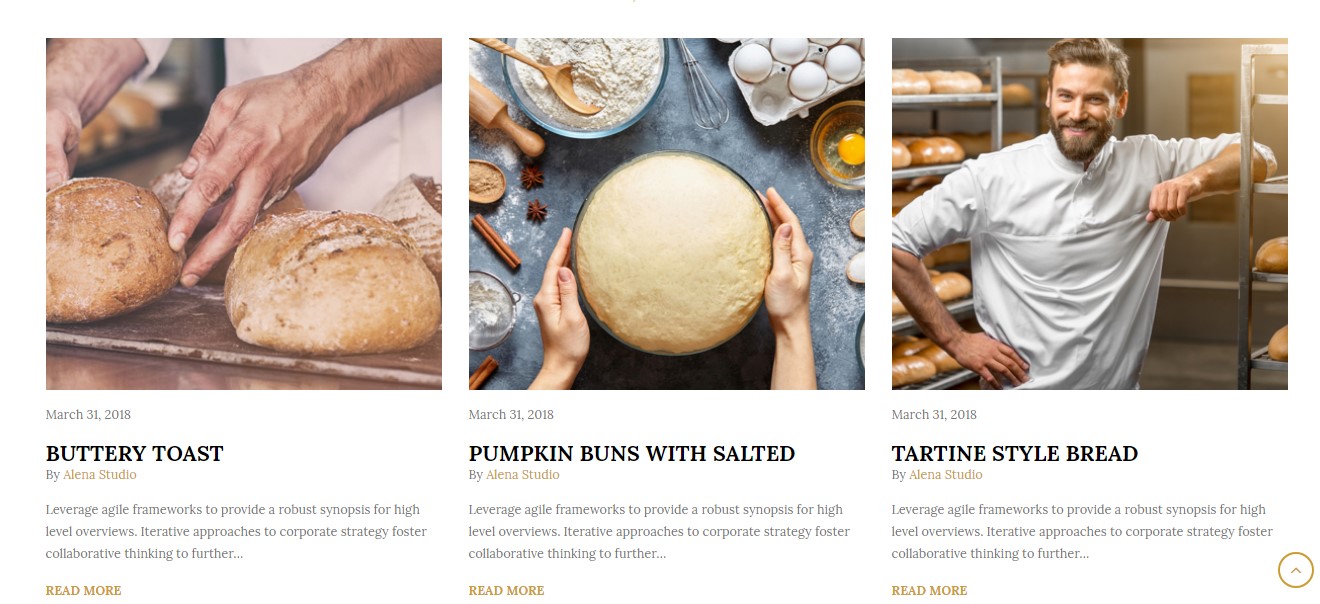 March 31, 2018
BUTTERY TOAST
By Alena Studio
Leverage agile frameworks to provide a robust synopsis for high
level overviews. Iterative approaches to corporate strategy foster
collaborative thinking to further...
READ MORE
March 31, 2018
PUMPKIN BUNS WITH SALTED
By Alena Studio
Leverage agile frameworks to provide a robust synopsis for high
level overviews. Iterative approaches to corporate strategy foster
collaborative thinking to further...
READ MORE
March 31, 2018
TARTINE STYLE BREAD
By Alena Studio
Leverage agile frameworks to provide a robust synopsis for high
level overviews. Iterative approaches to corporate strategy foster
collaborative thinking to further...
READ MORE